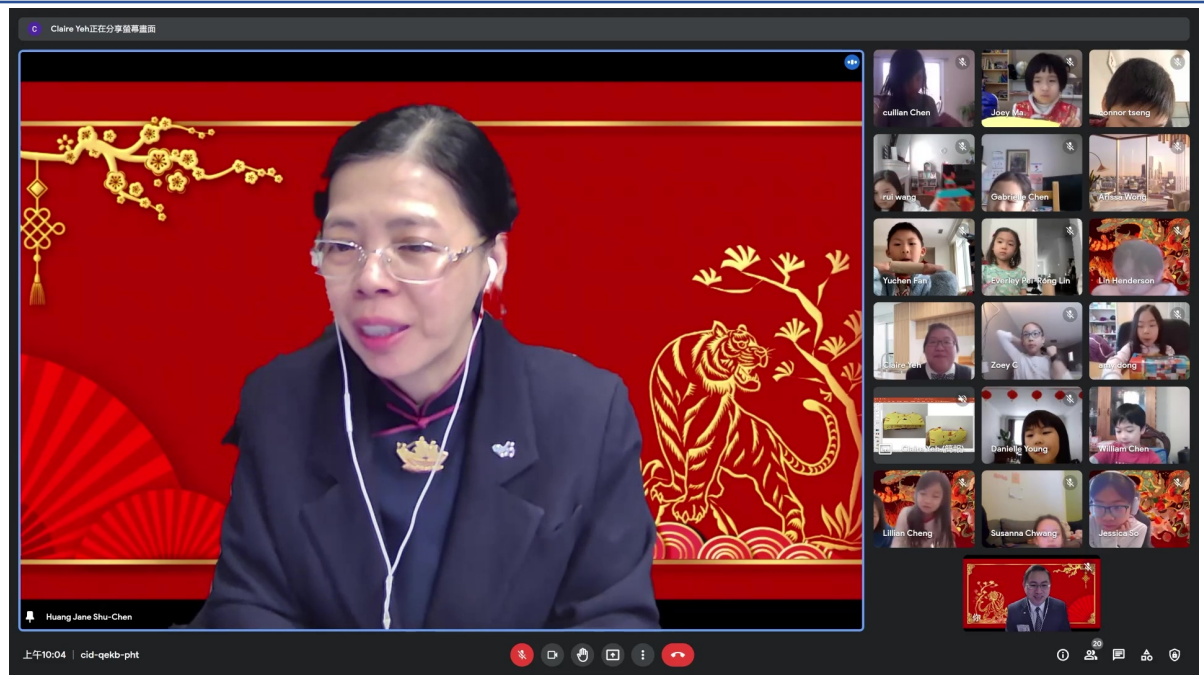 C
Claire Yeh正在分享螢幕畫面
cuilian Chen
Joey Ma
connor tseng
rui wang
Gabrielle Chen
Arissa Wong
Yuchen Fan
Everley Pei-Rong Lin
Lin Henderson
Claire Yeh
Zoey C
amy dong
Danielle Young
William Chen
Lillian Cheng
Susanna Chwang
Jessica So
你
Huang Jane Shu-Chen
上午10:04 | cid-qekb-pht
20